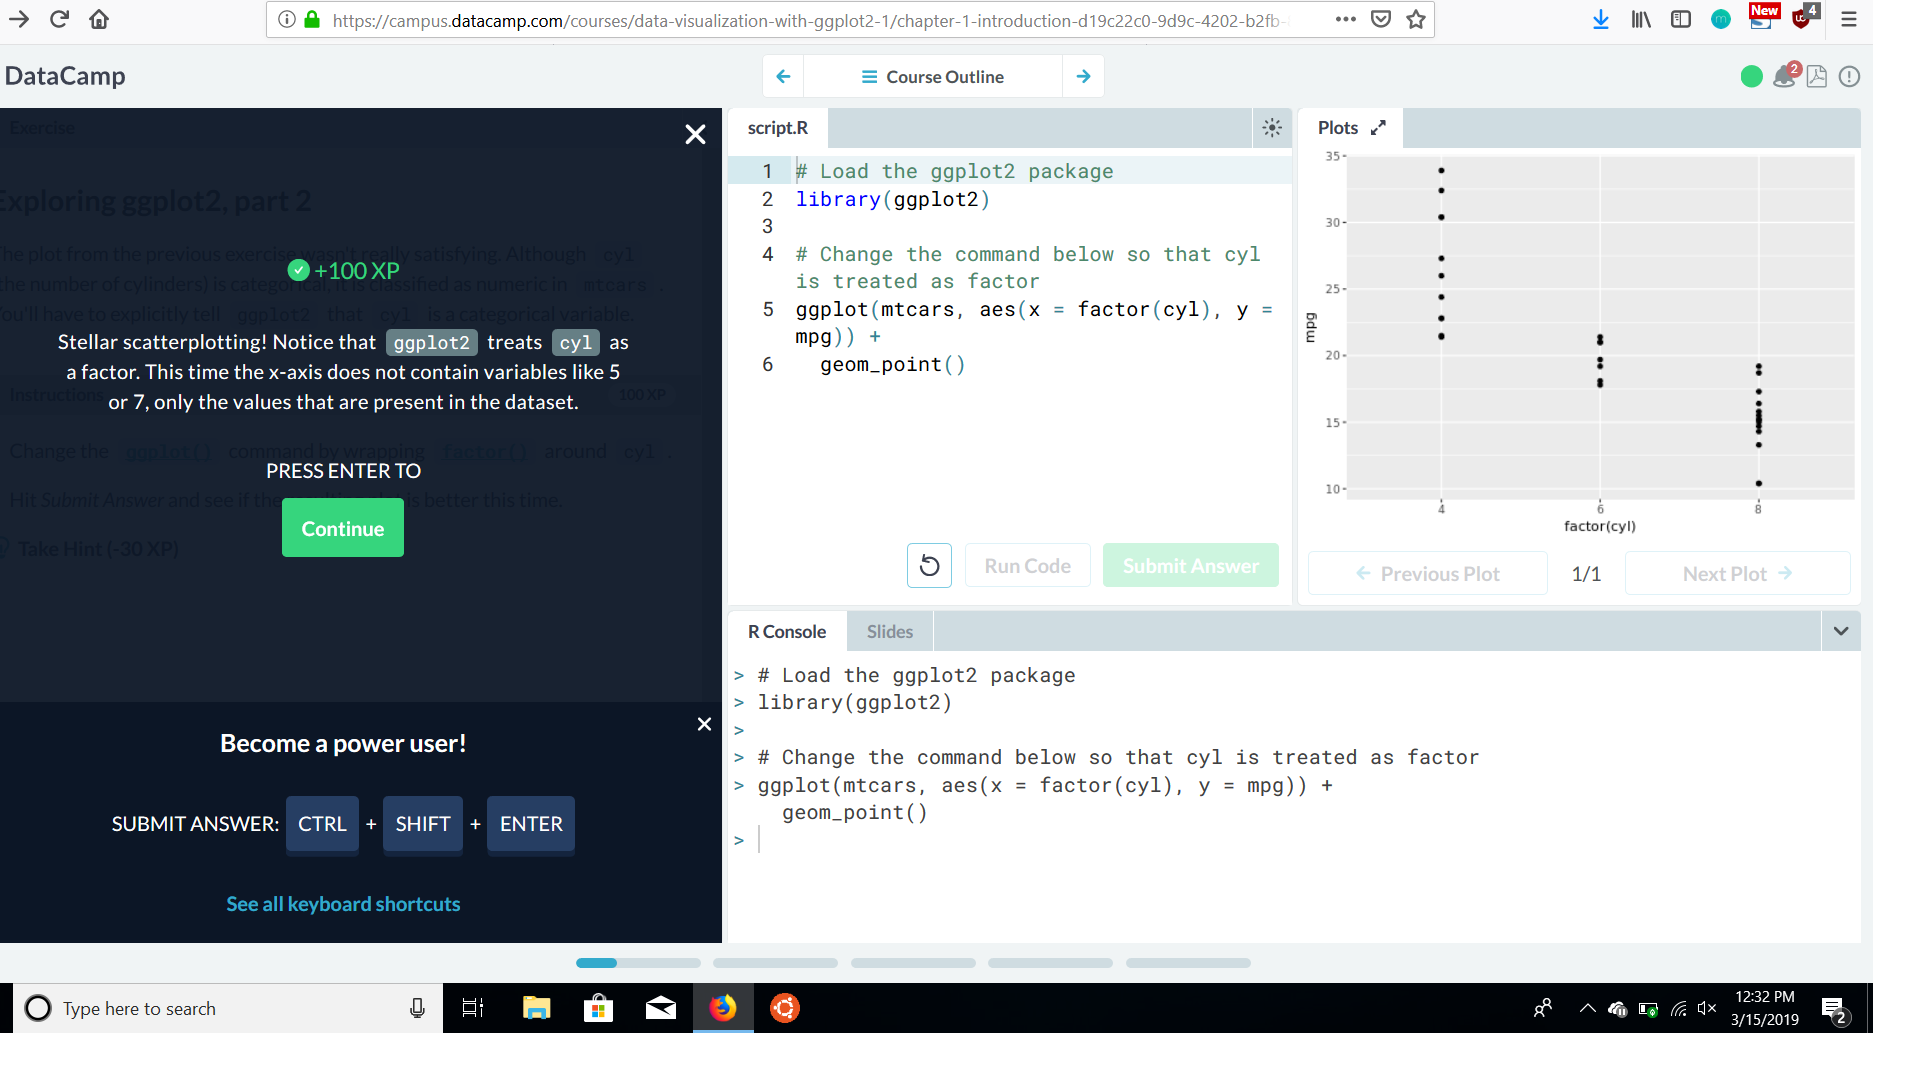 https://campus.datacamp.com/courses/data-visualization-with-ggplot2-1/chapter-1-introduction-d19c22c0-9d9c-4202-b2fb-
New
4
DataCamp
Course Outline
2
Exercise
Exploring ggplot2, part 2
The plot from the previous exercise wasn't really satisfying. Although cyl
(the number of cylinders) is categorical, it is classified as numeric in mtcars.
You'll have to explicitly tell ggplot2 that cyl is a categorical variable.
+100 XP
Stellar scatterplotting! Notice that ggplot2 treats cyl as
a factor. This time the x-axis does not contain variables like 5
or 7, only the values that are present in the dataset.
Instructions
100 XP
Change the ggplot() command by wrapping factor() around cyl.
PRESS ENTER TO
Hit Submit Answer and see if the resulting plot is better this time.
Continue
Take Hint (-30 XP)
Become a power user!
SUBMIT ANSWER: CTRL + SHIFT + ENTER
See all keyboard shortcuts
script.R
1 # Load the ggplot2 package
2 library(ggplot2)
3
4 # Change the command below so that cyl
is treated as factor
5 ggplot(mtcars, aes(x = factor(cyl), y =
mpg)) +
6 geom_point()
Run Code
Submit Answer
Plots
35
30
25
20
15
10
mpg
4 6 8
factor(cyl)
Previous Plot
1/1
Next Plot
R Console
Slides
> # Load the ggplot2 package
> library(ggplot2)
>
> # Change the command below so that cyl is treated as factor
> ggplot(mtcars, aes(x = factor(cyl), y = mpg)) +
geom_point()
>
Type here to search
12:32 PM
3/15/2019
2